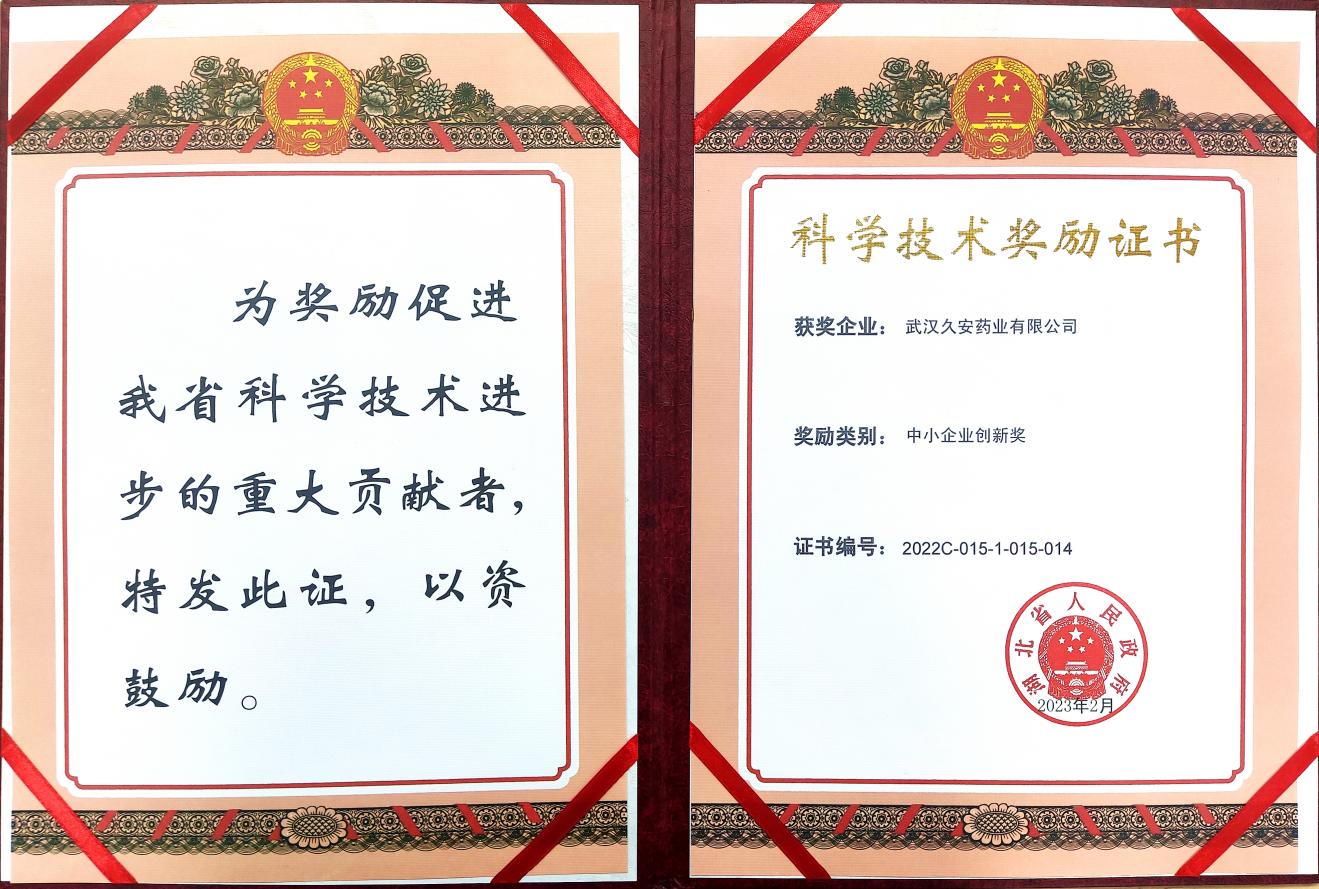 为奖励促进
我省科学技术进
步的重大贡献者，
特发此证，以资
鼓励。
科学技术奖励证书
获奖企业： 武汉久安药业有限公司
奖励类别： 中小企业创新奖
证书编号： 2022C-015-1-015-014
湖北省人民政府
2023年2月